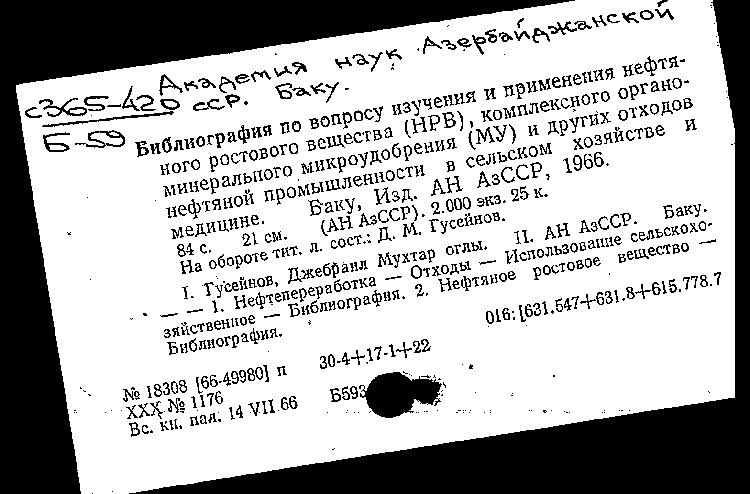 Академия наук Азербайджанской
с365-426 ССР. Баку.
Б-59
Библиография по вопросу изучения и применения нефтя-
ного ростового вещества (НРВ), комплексного органо-
минерального микроудобрения (МУ) и других отходов
нефтяной промышленности в сельском хозяйстве и
медицине. Баку, Изд. АН АзССР, 1966.
84 с. 21 см. (АН АзССР). 2.000 экз. 25 к.
На обороте тит. л. сост.: Д. М. Гусейнов.
I. Гусейнов, Джебраил Мухтар оглы. II. АН АзССР. Баку.
— — 1. Нефтепереработка — Отходы — Использование сельскохо-
зяйственное — Библиография. 2. Нефтяное ростовое вещество —
Библиография.
016: [631.547+631.8+615.778.7
№ 18308 [66-49980] п 30-4+17-1+22
XXX № 1176
Вс. кн. пал. 14 VII 66 Б593